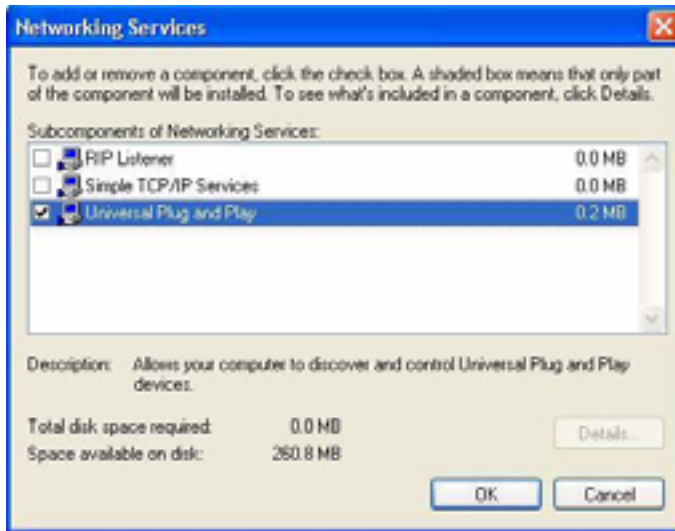 Networking Services
To add or remove a component, click the check box. A shaded box means that only part
of the component will be installed. To see what's included in a component, click Details.
Subcomponents of Networking Services:
RIP Listener 0.0 MB
Simple TCP/IP Services 0.0 MB
Universal Plug and Play 0.2 MB
Description: Allows your computer to discover and control Universal Plug and Play
devices.
Total disk space required: 0.0 MB
Details...
Space available on disk: 260.8 MB
OK Cancel